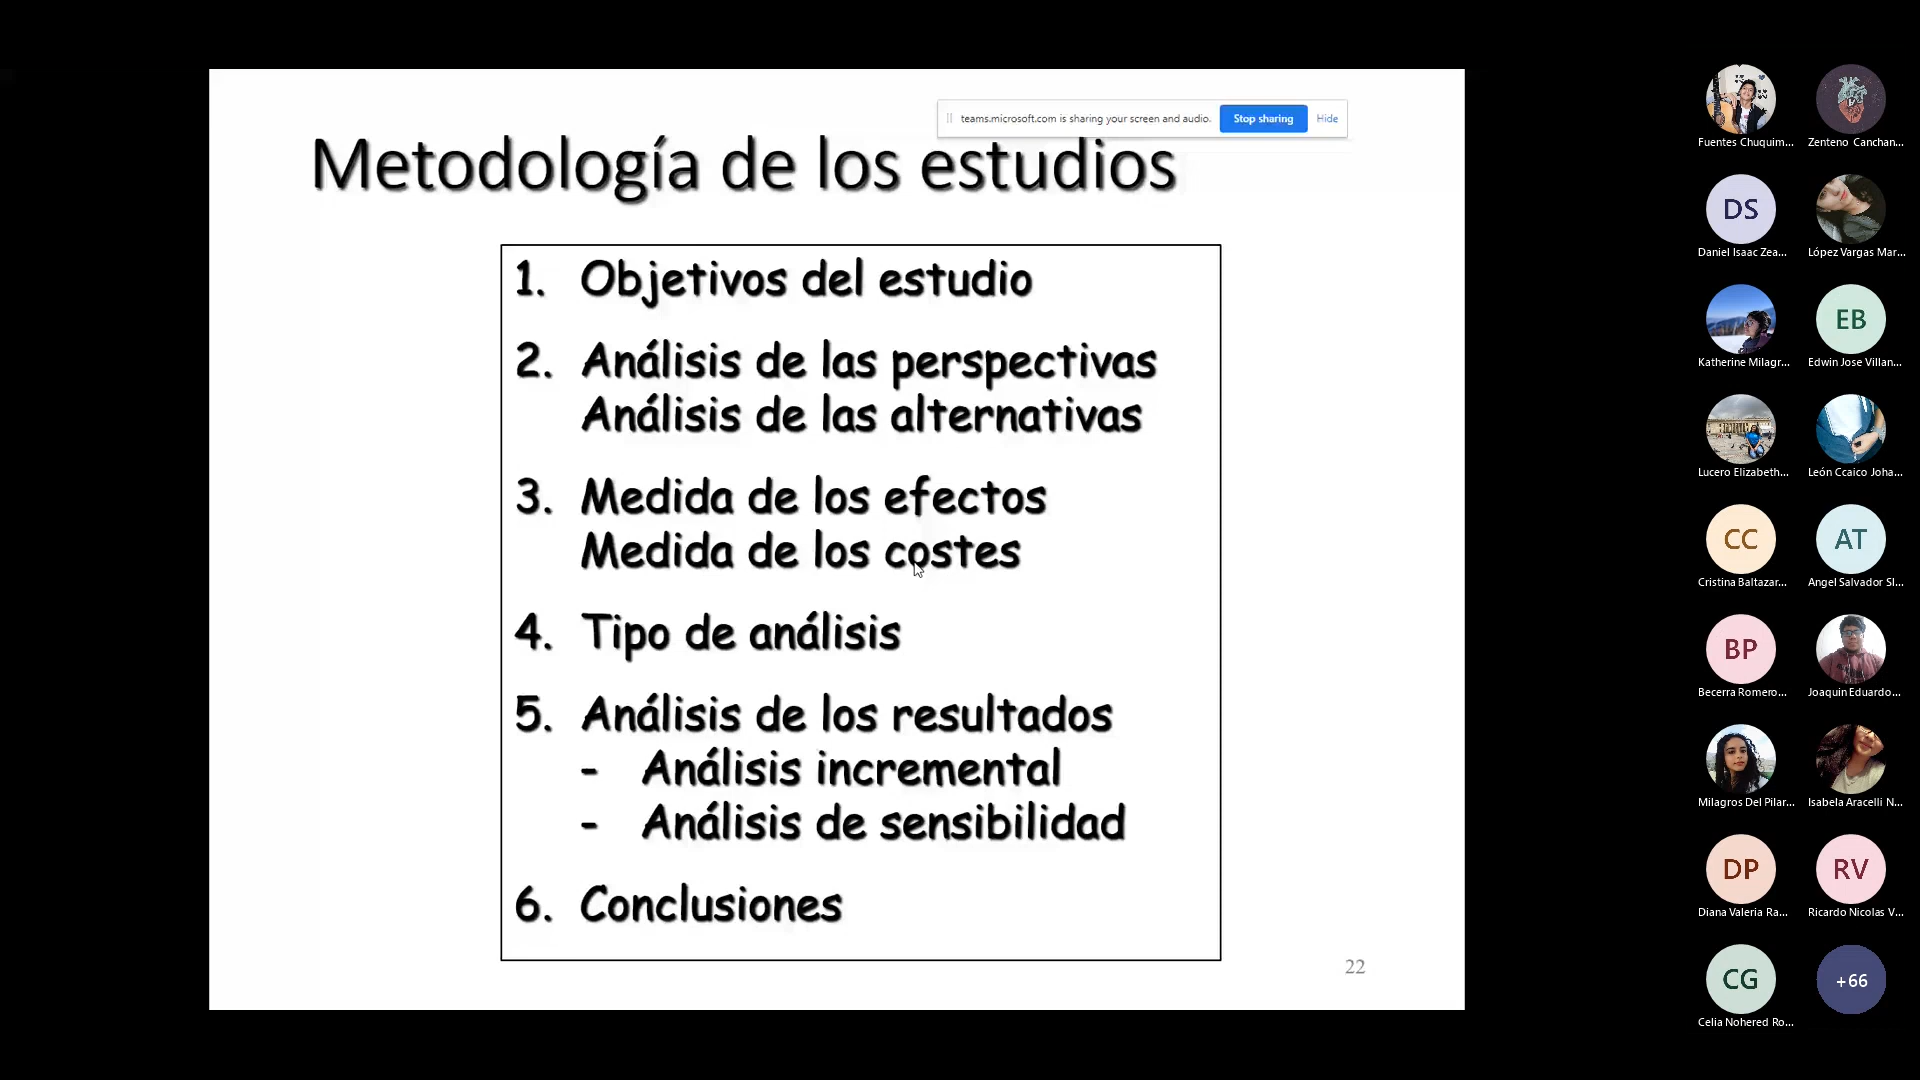 teams.microsoft.com is sharing your screen and audio.
Stop sharing
Hide
Metodología de los estudios
1. Objetivos del estudio
2. Análisis de las perspectivas
Análisis de las alternativas
3. Medida de los efectos
Medida de los costes
4. Tipo de análisis
5. Análisis de los resultados
- Análisis incremental
- Análisis de sensibilidad
6. Conclusiones
22
Fuentes Chuquim...
Zenteno Canchan...
DS
Daniel Isaac Zea...
López Vargas Mar...
Katherine Milagr...
EB
Edwin Jose Villan...
Lucero Elizabeth...
León Ccaico Joha...
CC
Cristina Baltazar...
AT
Angel Salvador SI...
BP
Becerra Romero...
Joaquin Eduardo...
Milagros Del Pilar...
Isabela Aracelli N...
DP
Diana Valeria Ra...
RV
Ricardo Nicolas V...
CG
Celia Nohered Ro...
+66